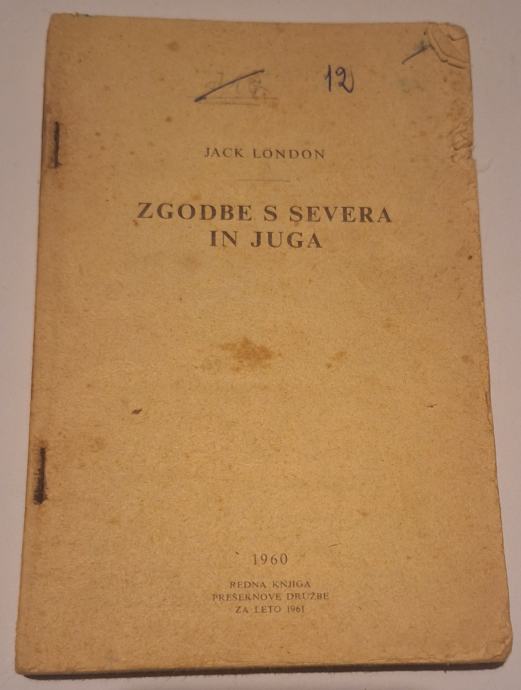 12
JACK LONDON
ZGODBE S SEVERA
IN JUGA
1960
REDNA KNJIGA
PREŠERNOVE DRUŽBE
ZA LETO 1961